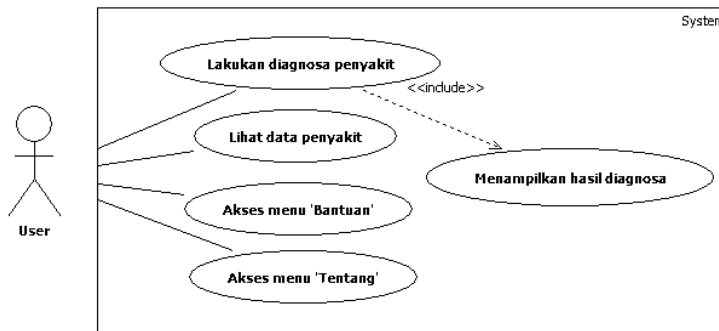 System
Lakukan diagnosa penyakit
<<include>>
Lihat data penyakit
Menampilkan hasil diagnosa
Akses menu 'Bantuan'
User
Akses menu 'Tentang'